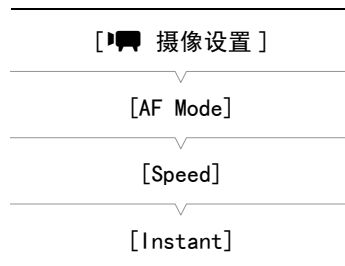 [ 摄像设置 ]
[AF Mode]
[Speed]
[Instant]